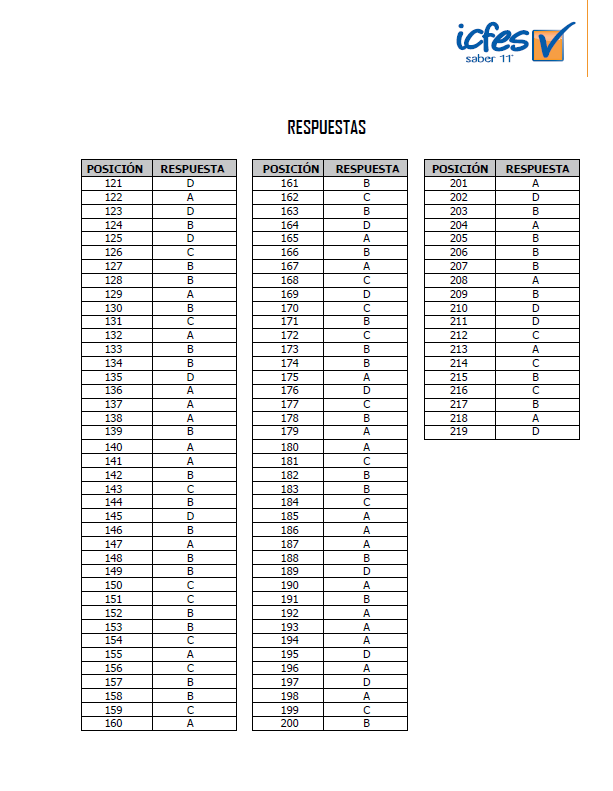 icfes
saber 11°
RESPUESTAS
POSICIÓN RESPUESTA
121 D
122 A
123 D
124 B
125 D
126 C
127 B
128 B
129 A
130 B
131 C
132 A
133 B
134 B
135 D
136 A
137 A
138 A
139 B
140 A
141 A
142 B
143 C
144 B
145 D
146 B
147 A
148 B
149 B
150 C
151 C
152 B
153 B
154 C
155 A
156 C
157 B
158 B
159 C
160 A
POSICIÓN RESPUESTA
161 B
162 C
163 B
164 D
165 A
166 B
167 A
168 C
169 D
170 C
171 B
172 C
173 B
174 B
175 A
176 D
177 C
178 B
179 A
180 A
181 C
182 B
183 B
184 C
185 A
186 A
187 A
188 B
189 D
190 A
191 B
192 A
193 A
194 A
195 D
196 A
197 D
198 A
199 C
200 B
POSICIÓN RESPUESTA
201 A
202 D
203 B
204 A
205 B
206 B
207 B
208 A
209 B
210 D
211 D
212 C
213 A
214 C
215 B
216 C
217 B
218 A
219 D